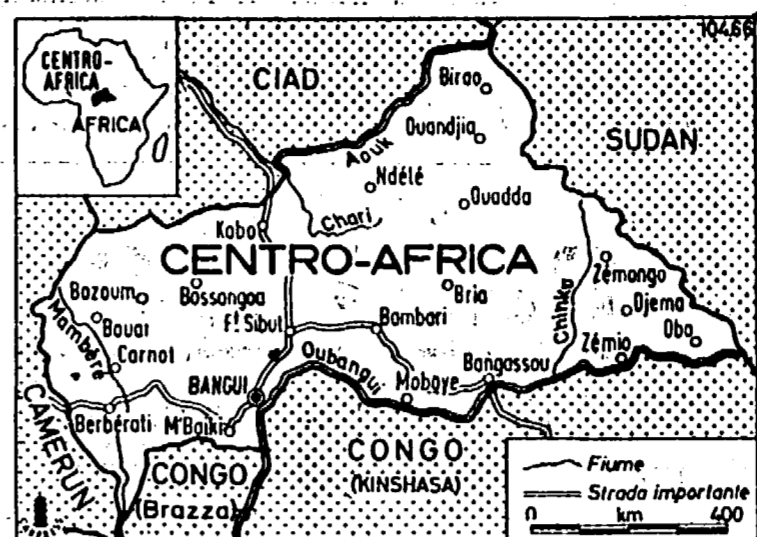 10466
CENTRO-
AFRICA
AFRICA
CIAD
Birao
Ouandjia
SUDAN
Aouk
Ndélé
Ouadda
Chari
Kabo
CENTRO-AFRICA
Zémongo
Bozoum
Bossongoa
Bria
Chinko
Djema
Mambéré
Bouar
Ft Sibut
Bambari
Obo
Carnot
Zémio
Oubangui
Bangassou
BANGUI
Mobaye
Berbérati
M'Baiki
CAMERUN
CONGO
(Brazza)
CONGO
(KINSHASA)
Fiume
Strada importante
0 km 400